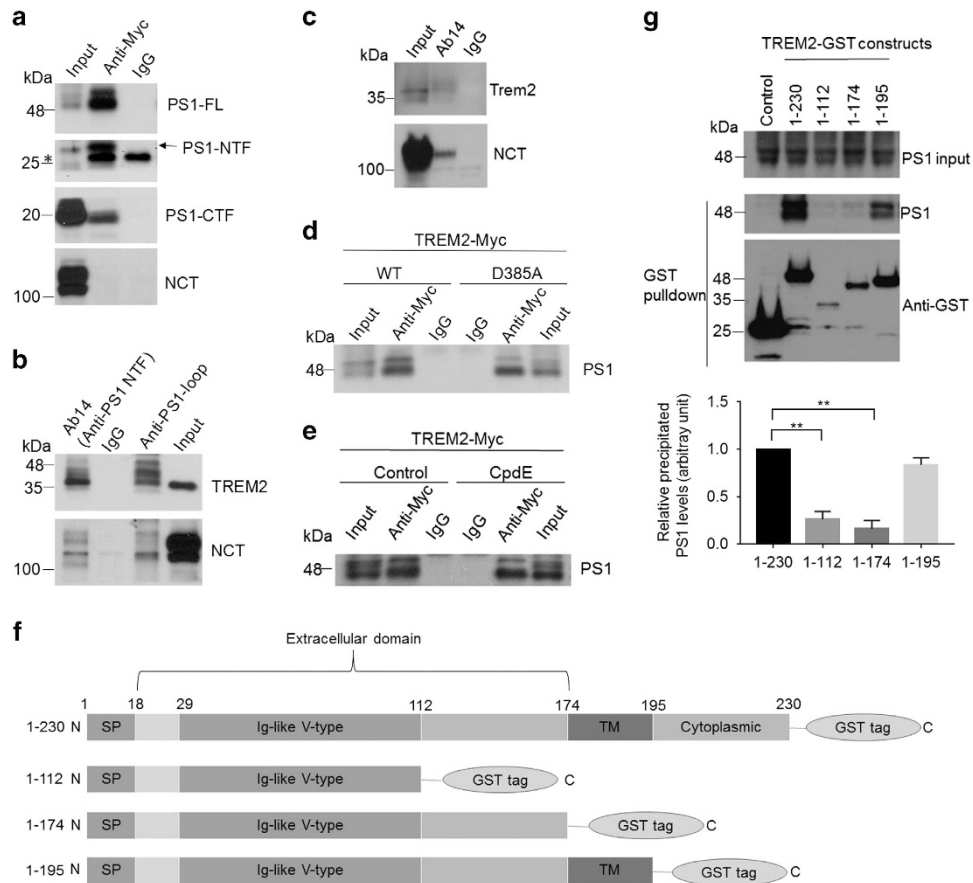 a
Input
Anti-Myc
IgG
kDa
48
PS1-FL
25
*
PS1-NTF
20
PS1-CTF
100
NCT
b
Ab14
(Anti-PS1 NTF)
IgG
Anti-PS1-loop
Input
kDa
48
35
TREM2
100
NCT
c
Input
Ab14
IgG
kDa
35
Trem2
100
NCT
d
TREM2-Myc
WT
D385A
Input
Anti-Myc
IgG
IgG
Anti-Myc
Input
kDa
48
PS1
e
TREM2-Myc
Control
CpdE
Input
Anti-Myc
IgG
IgG
Anti-Myc
Input
kDa
48
PS1
g
TREM2-GST constructs
Control
1-230
1-112
1-174
1-195
kDa
48
PS1 input
48
PS1
GST
pulldown
48
35
25
Anti-GST
Relative precipitated
PS1 levels (arbitray unit)
1.5
1.0
0.5
0.0
**
**
1-230
1-112
1-174
1-195
f
Extracellular domain
1 18 29 112 174 195 230
1-230 N SP Ig-like V-type TM Cytoplasmic GST tag C
1-112 N SP Ig-like V-type GST tag C
1-174 N SP Ig-like V-type GST tag C
1-195 N SP Ig-like V-type TM GST tag C